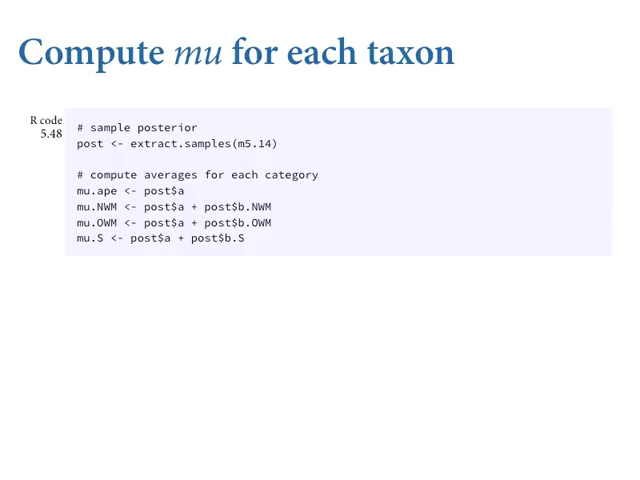 Compute mu for each taxon
R code
5.48
# sample posterior
post <- extract.samples(m5.14)
# compute averages for each category
mu.ape <- post$a
mu.NWM <- post$a + post$b.NWM
mu.OWM <- post$a + post$b.OWM
mu.S <- post$a + post$b.S